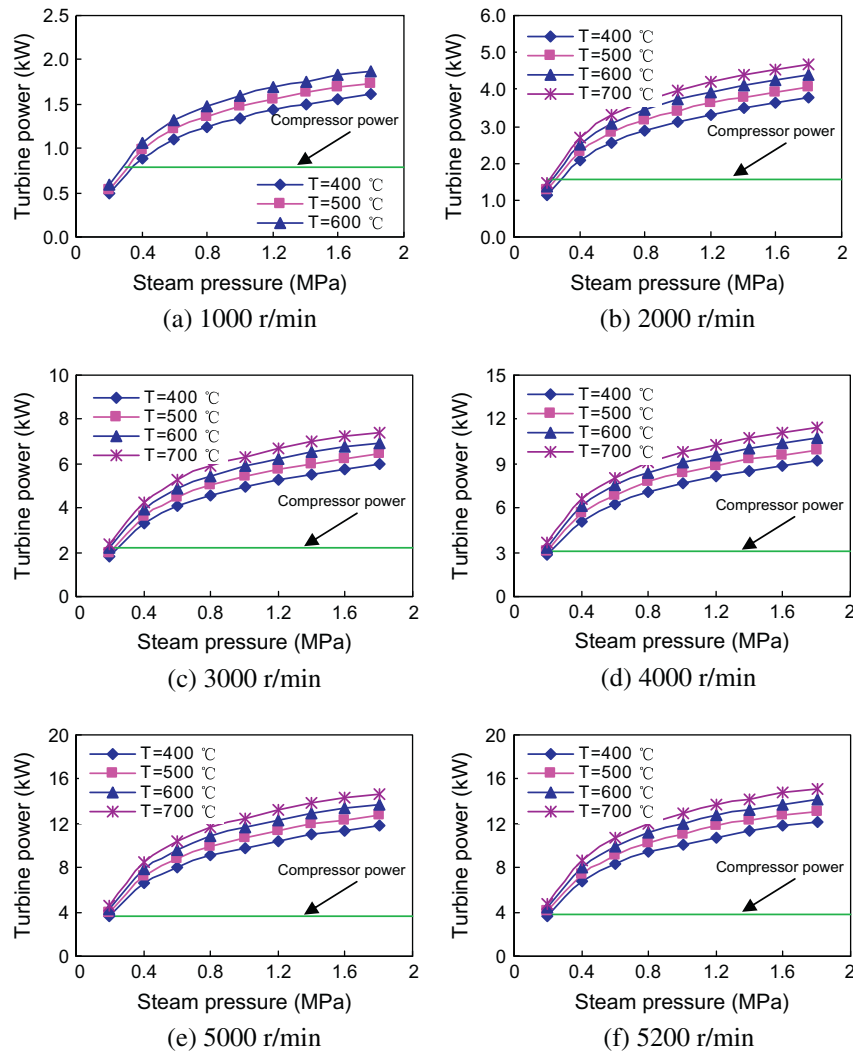 2.5
2.0
1.5
1.0
0.5
0.0
Turbine power (kW)
Compressor power
T=400 ℃
T=500 ℃
T=600 ℃
0 0.4 0.8 1.2 1.6 2
Steam pressure (MPa)
(a) 1000 r/min
6.0
5.0
4.0
3.0
2.0
1.0
0.0
Turbine power (kW)
T=400 ℃
T=500 ℃
T=600 ℃
T=700 ℃
Compressor power
0 0.4 0.8 1.2 1.6 2
Steam pressure (MPa)
(b) 2000 r/min
10
8
6
4
2
0
Turbine power (kW)
T=400 ℃
T=500 ℃
T=600 ℃
T=700 ℃
Compressor power
0 0.4 0.8 1.2 1.6 2
Steam pressure (MPa)
(c) 3000 r/min
15
12
9
6
3
0
Turbine power (kW)
T=400 ℃
T=500 ℃
T=600 ℃
T=700 ℃
Compressor power
0 0.4 0.8 1.2 1.6 2
Steam pressure (MPa)
(d) 4000 r/min
20
16
12
8
4
0
Turbine power (kW)
T=400 ℃
T=500 ℃
T=600 ℃
T=700 ℃
Compressor power
0 0.4 0.8 1.2 1.6 2
Steam pressure (MPa)
(e) 5000 r/min
20
16
12
8
4
0
Turbine power (kW)
T=400 ℃
T=500 ℃
T=600 ℃
T=700 ℃
Compressor power
0 0.4 0.8 1.2 1.6 2
Steam pressure (MPa)
(f) 5200 r/min